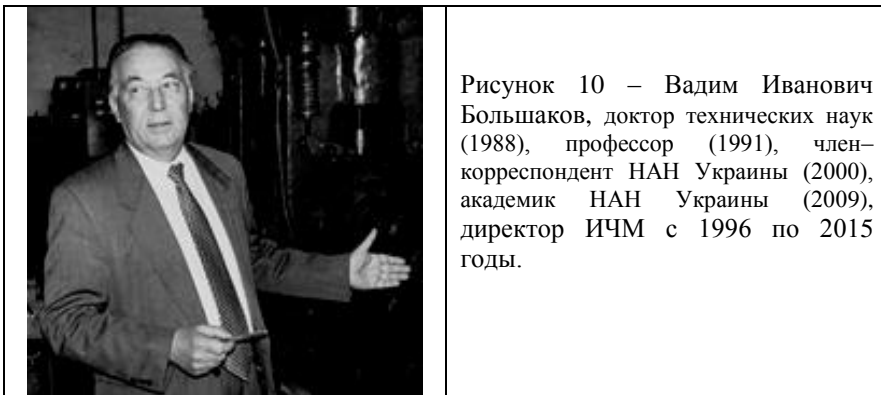 Рисунок 10 – Вадим Иванович
Большаков, доктор технических наук
(1988), профессор (1991), член–
корреспондент НАН Украины (2000),
академик НАН Украины (2009),
директор ИЧМ с 1996 по 2015
годы.